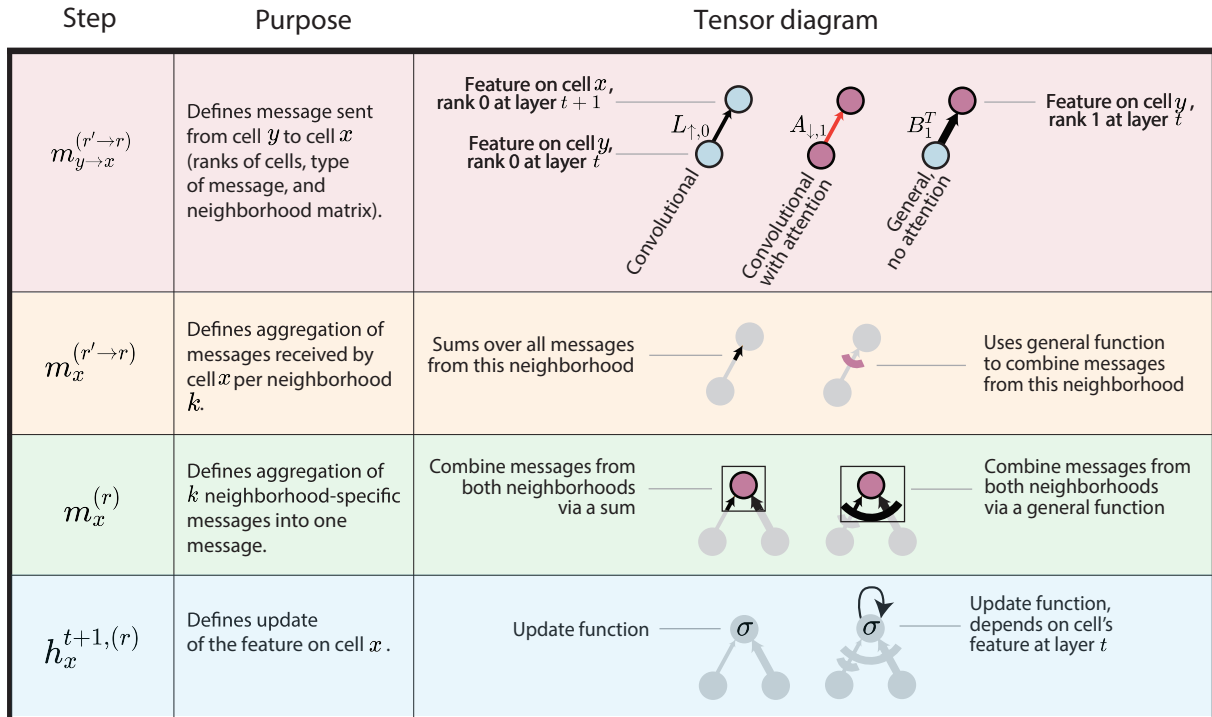 Step
Purpose
Tensor diagram
m_{y→x}^{(r'→r)}
Defines message sent
from cell y to cell x
(ranks of cells, type
of message, and
neighborhood matrix).
Feature on cell x,
rank 0 at layer t + 1
Feature on cell y,
rank 0 at layer t
L_{↑,0}
Convolutional
A_{↓,1}
Convolutional
with attention
B_1^T
General,
no attention
Feature on cell y,
rank 1 at layer t
m_x^{(r'→r)}
Defines aggregation of
messages received by
cell x per neighborhood
k.
Sums over all messages
from this neighborhood
Uses general function
to combine messages
from this neighborhood
m_x^{(r)}
Defines aggregation of
k neighborhood-specific
messages into one
message.
Combine messages from
both neighborhoods
via a sum
Combine messages from
both neighborhoods
via a general function
h_x^{t+1,(r)}
Defines update
of the feature on cell x .
Update function
σ
σ
Update function,
depends on cell's
feature at layer t